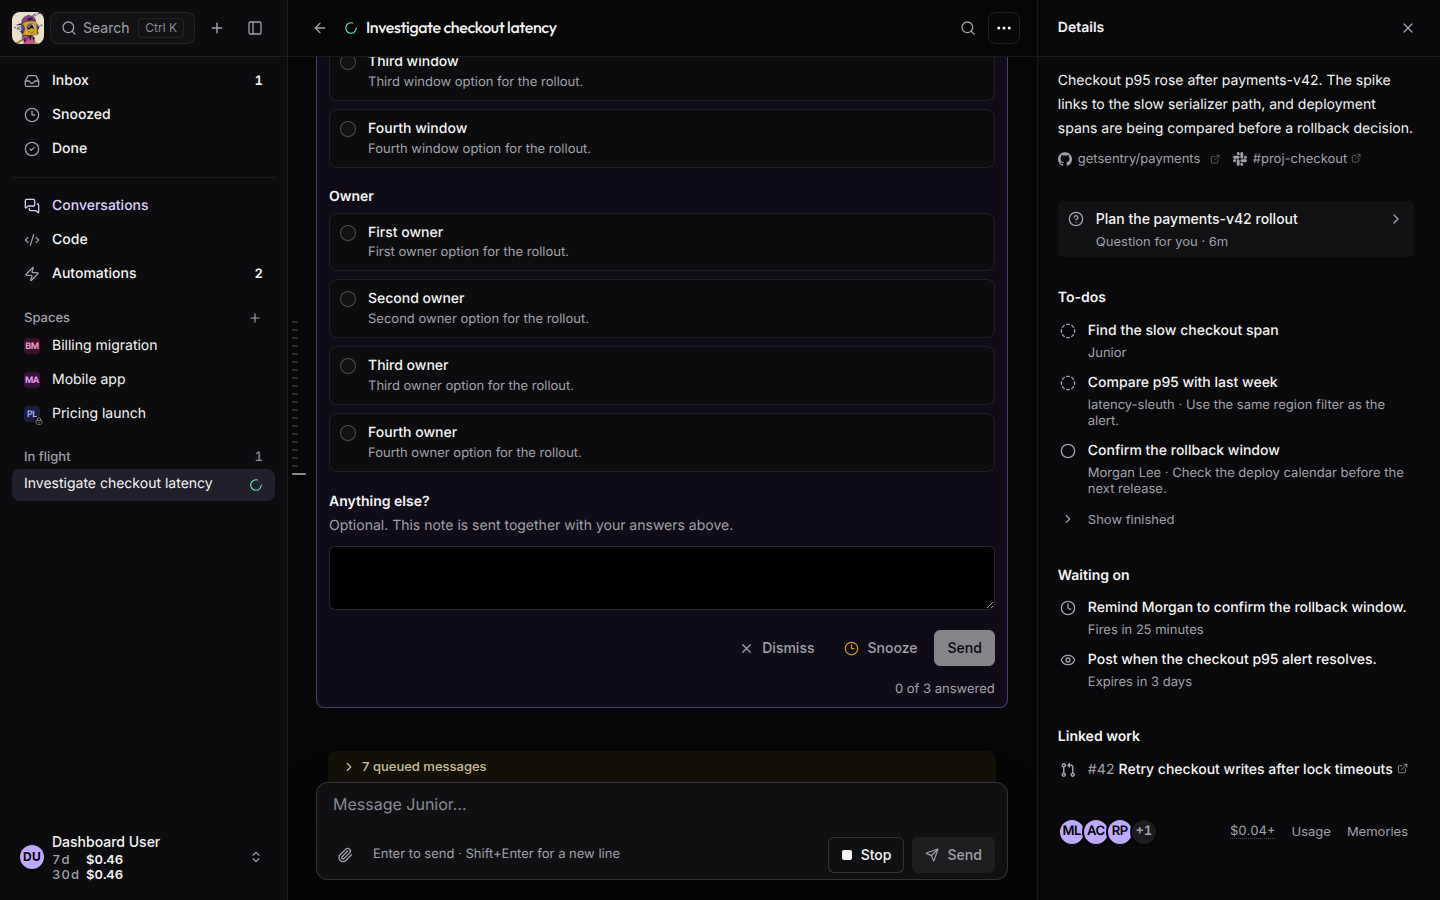 Search Ctrl K
Inbox 1
Snoozed
Done
Conversations
Code
Automations 2
Spaces
BM Billing migration
MA Mobile app
PL Pricing launch
In flight 1
Investigate checkout latency
DU Dashboard User
7d $0.46
30d $0.46
Investigate checkout latency
Third window
Third window option for the rollout.
Fourth window
Fourth window option for the rollout.
Owner
First owner
First owner option for the rollout.
Second owner
Second owner option for the rollout.
Third owner
Third owner option for the rollout.
Fourth owner
Fourth owner option for the rollout.
Anything else?
Optional. This note is sent together with your answers above.
Dismiss Snooze Send
0 of 3 answered
7 queued messages
Message Junior...
Enter to send · Shift+Enter for a new line
Stop Send
Details
Checkout p95 rose after payments-v42. The spike
links to the slow serializer path, and deployment
spans are being compared before a rollback decision.
getsentry/payments #proj-checkout
Plan the payments-v42 rollout
Question for you · 6m
To-dos
Find the slow checkout span
Junior
Compare p95 with last week
latency-sleuth · Use the same region filter as the
alert.
Confirm the rollback window
Morgan Lee · Check the deploy calendar before the
next release.
Show finished
Waiting on
Remind Morgan to confirm the rollback window.
Fires in 25 minutes
Post when the checkout p95 alert resolves.
Expires in 3 days
Linked work
#42 Retry checkout writes after lock timeouts
ML AC RP +1 $0.04+ Usage Memories